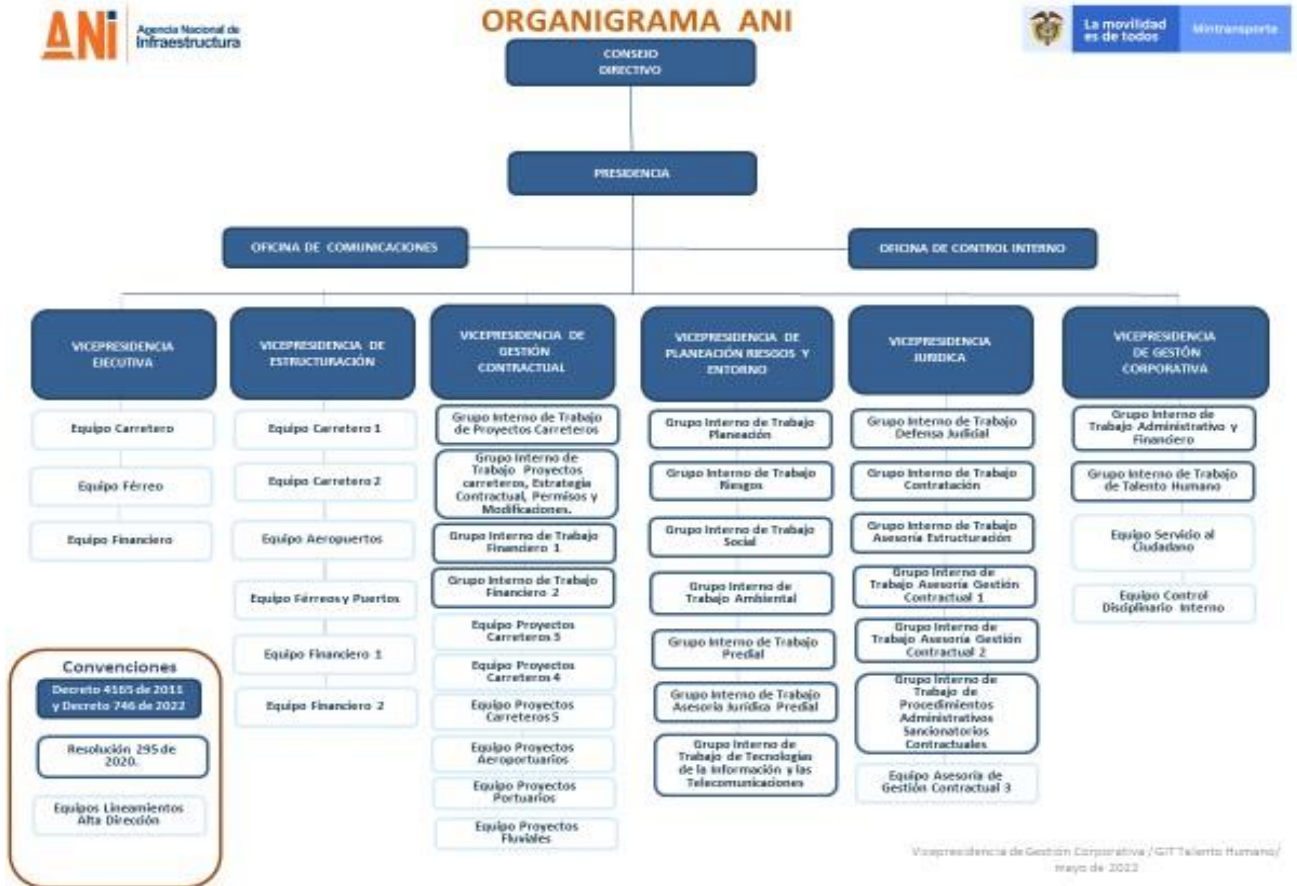 ANi
Agencia Nacional de
Infraestructura
ORGANIGRAMA ANI
La movilidad
es de todos
Mintransporte
CONSEJO
DIRECTIVO
PRESIDENCIA
OFICINA DE COMUNICACIONES
OFICINA DE CONTROL INTERNO
VICEPRESIDENCIA
EJECUTIVA
VICEPRESIDENCIA DE
ESTRUCTURACIÓN
VICEPRESIDENCIA DE
GESTIÓN
CONTRACTUAL
VICEPRESIDENCIA DE
PLANEACIÓN RIESGOS Y
ENTORNO
VICEPRESIDENCIA
JURIDICA
VICEPRESIDENCIA
DE GESTÓN
CORPORATIVA
Equipo Carretero
Equipo Férreo
Equipo Financiero
Equipo Carretero 1
Equipo Carretero 2
Equipo Aeropuertos
Equipo Férreos y Puertos
Equipo Financiero 1
Equipo Financiero 2
Grupo Interno de Trabajo
de Proyectos Carreteros
Grupo Interno de
Trabajo Proyectos
carreteros, Estrategia
Contractual, Permisos y
Modificaciones.
Grupo Interno de Trabajo
Financiero 1
Grupo Interno de Trabajo
Financiero 2
Equipo Proyectos
Carreteros 3
Equipo Proyectos
Carreteros 4
Equipo Proyectos
Carreteros 5
Equipo Proyectos
Aeroportuarios
Equipo Proyectos
Portuarios
Equipo Proyectos
Fluviales
Grupo Interno de Trabajo
Planeación
Grupo Interno de Trabajo
Riesgos
Grupo Interno de Trabajo
Social
Grupo Interno de
Trabajo Ambiental
Grupo Interno de Trabajo
Predial
Grupo Interno de Trabajo
Asesoría Jurídica Predial
Grupo Interno de
Trabajo de Tecnologías
de la Información y las
Telecomunicaciones
Grupo Interno de Trabajo
Defensa Judicial
Grupo Interno de Trabajo
Contratación
Grupo Interno de Trabajo
Asesoría Estructuración
Grupo Interno de
Trabajo Asesoría Gestión
Contractual 1
Grupo Interno de
Trabajo Asesoría Gestión
Contractual 2
Grupo Interno de
Trabajo de
Procedimientos
Administrativos
Sancionatorios
Contractuales
Equipo Asesoría de
Gestión Contractual 3
Grupo Interno de
Trabajo Administrativo y
Financiero
Grupo Interno de Trabajo
de Talento Humano
Equipo Servicio al
Ciudadano
Equipo Control
Disciplinario Interno
Convenciones
Decreto 4165 de 2011
y Decreto 746 de 2022
Resolución 295 de
2020.
Equipos Lineamientos
Alta Dirección
Vicepresidencia de Gestión Corporativa /GIT Talento Humano/
mayo de 2022